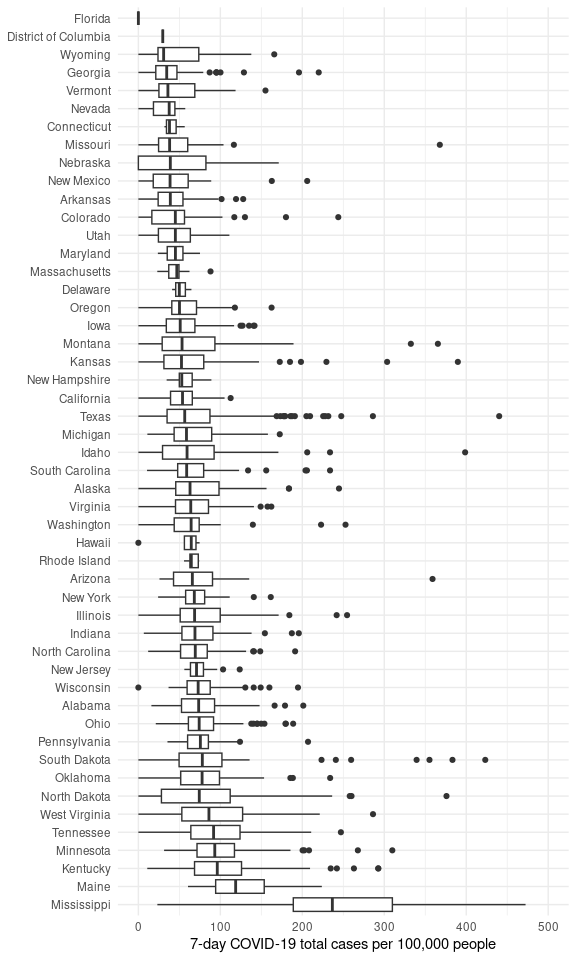 Florida
District of Columbia
Wyoming
Georgia
Vermont
Nevada
Connecticut
Missouri
Nebraska
New Mexico
Arkansas
Colorado
Utah
Maryland
Massachusetts
Delaware
Oregon
Iowa
Montana
Kansas
New Hampshire
California
Texas
Michigan
Idaho
South Carolina
Alaska
Virginia
Washington
Hawaii
Rhode Island
Arizona
New York
Illinois
Indiana
North Carolina
New Jersey
Wisconsin
Alabama
Ohio
Pennsylvania
South Dakota
Oklahoma
North Dakota
West Virginia
Tennessee
Minnesota
Kentucky
Maine
Mississippi
0 100 200 300 400 500
7-day COVID-19 total cases per 100,000 people